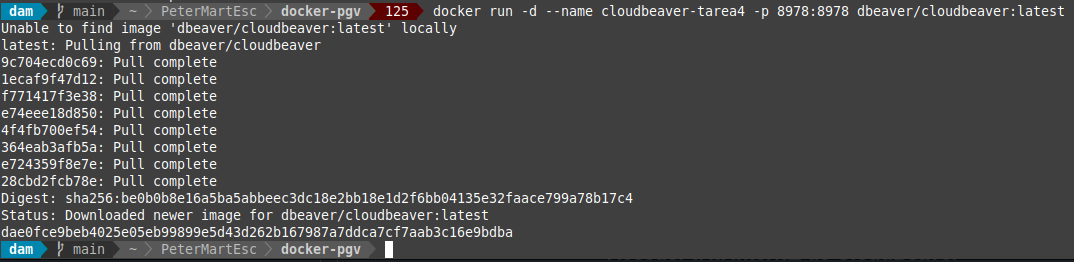 dam main ~ PeterMartEsc docker-pgv 125 docker run -d --name cloudbeaver-tarea4 -p 8978:8978 dbeaver/cloudbeaver:latest
Unable to find image 'dbeaver/cloudbeaver:latest' locally
latest: Pulling from dbeaver/cloudbeaver
9c704ecd0c69: Pull complete
1ecaf9f47d12: Pull complete
f771417f3e38: Pull complete
e74eee18d850: Pull complete
4f4fb700ef54: Pull complete
364eab3afb5a: Pull complete
e724359f8e7e: Pull complete
28cbd2fcb78e: Pull complete
Digest: sha256:be0b0b8e16a5ba5abbeec3dc18e2bb18e1d2f6bb04135e32faace799a78b17c4
Status: Downloaded newer image for dbeaver/cloudbeaver:latest
dae0fce9beb4025e05eb99899e5d43d262b167987a7ddca7cf7aab3c16e9bdba
dam main ~ PeterMartEsc docker-pgv